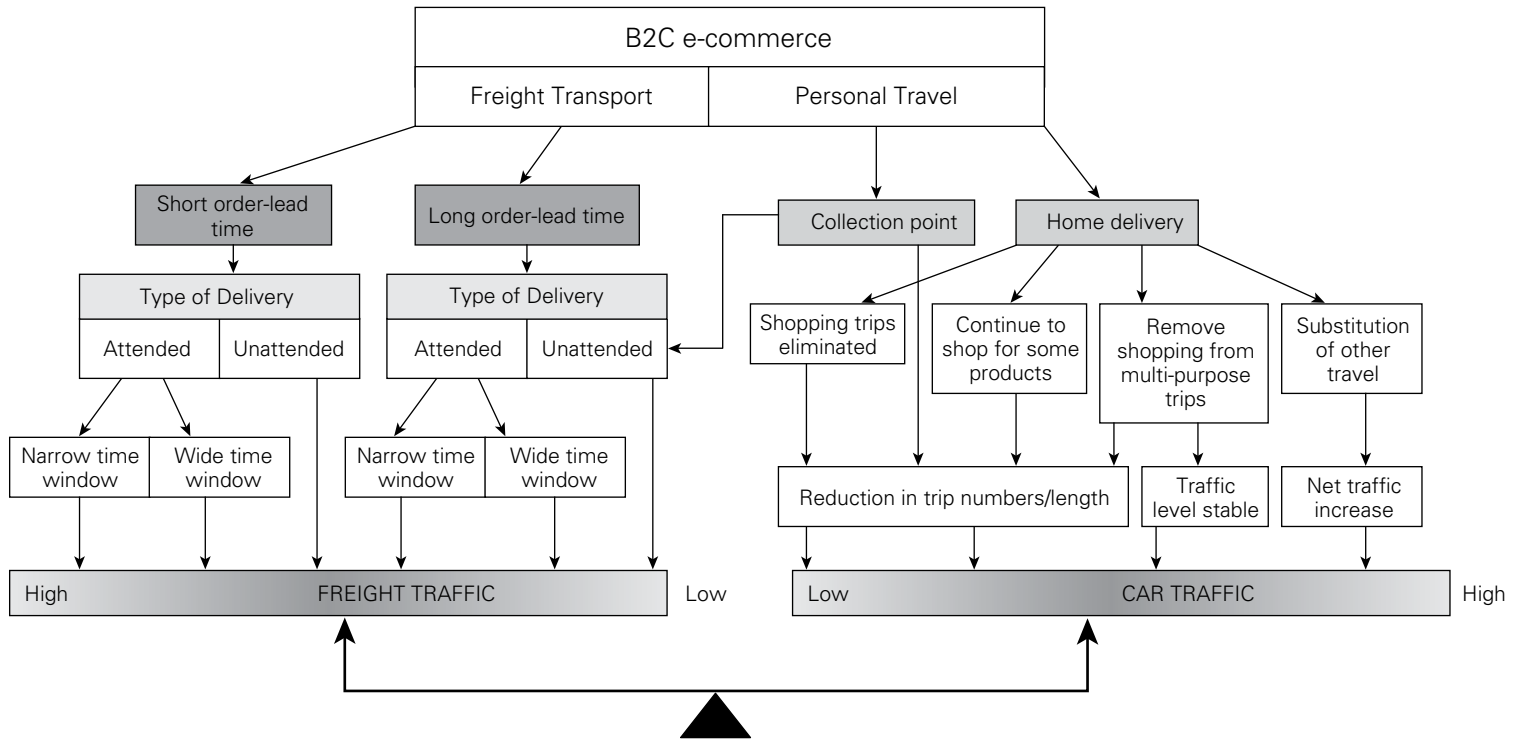 B2C e-commerce
Freight Transport
Personal Travel
Short order-lead
time
Long order-lead time
Collection point
Home delivery
Type of Delivery
Attended
Unattended
Type of Delivery
Attended
Unattended
Shopping trips
eliminated
Continue to
shop for some
products
Remove
shopping from
multi-purpose
trips
Substitution
of other
travel
Narrow time
window
Wide time
window
Narrow time
window
Wide time
window
Reduction in trip numbers/length
Traffic
level stable
Net traffic
increase
High
FREIGHT TRAFFIC
Low
Low
CAR TRAFFIC
High